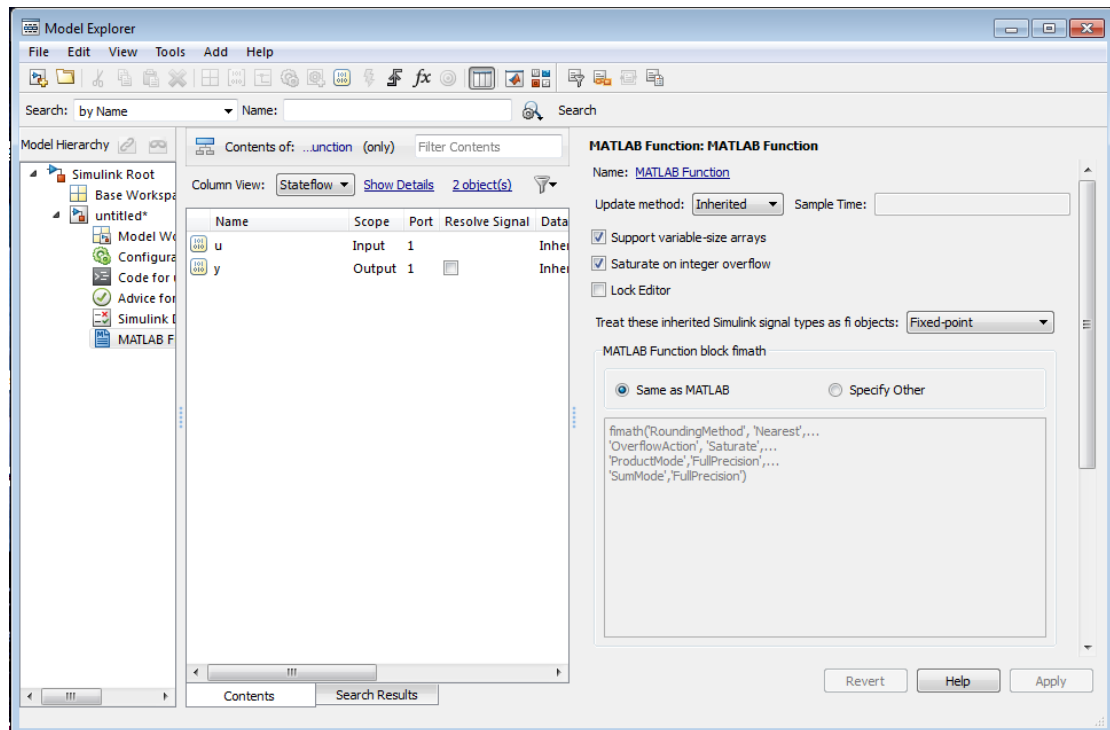 Model Explorer
File Edit View Tools Add Help
fx
Search: by Name Name: Search
Model Hierarchy
Simulink Root
Base Workspa
untitled*
Model Wo
Configura
Code for
Advice for
Simulink
MATLAB F
Contents of: ...unction (only) Filter Contents
Column View: Stateflow Show Details 2 object(s)
Name Scope Port Resolve Signal Data
u Input 1 Inher
y Output 1 Inher
Contents Search Results
MATLAB Function: MATLAB Function
Name: MATLAB Function
Update method: Inherited Sample Time:
Support variable-size arrays
Saturate on integer overflow
Lock Editor
Treat these inherited Simulink signal types as fi objects: Fixed-point
MATLAB Function block fimath
Same as MATLAB Specify Other
fimath('RoundingMethod', 'Nearest',...
'OverflowAction', 'Saturate',...
'ProductMode','FullPrecision',...
'SumMode','FullPrecision')
Revert Help Apply